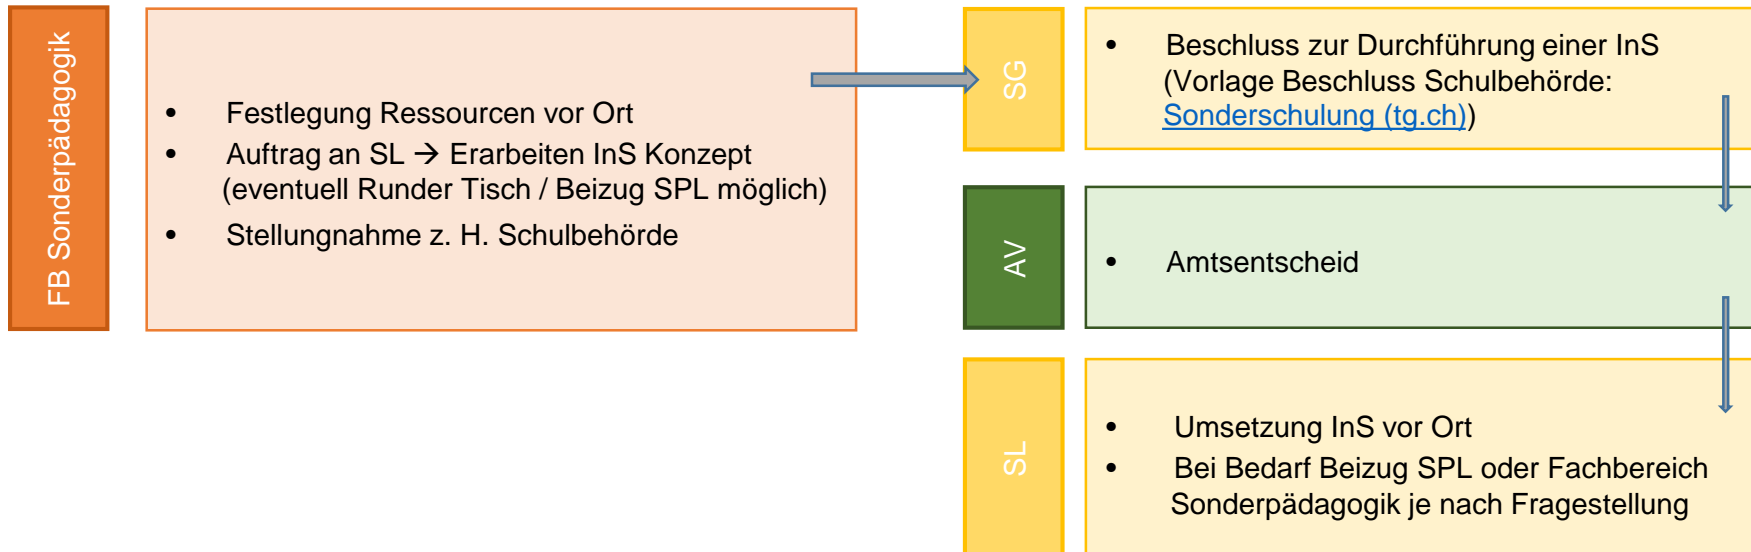 FB Sonderpädagogik
• Festlegung Ressourcen vor Ort
• Auftrag an SL → Erarbeiten InS Konzept
(eventuell Runder Tisch / Beizug SPL möglich)
• Stellungnahme z. H. Schulbehörde
SG
• Beschluss zur Durchführung einer InS
(Vorlage Beschluss Schulbehörde:
Sonderschulung (tg.ch))
AV
• Amtsentscheid
SL
• Umsetzung InS vor Ort
• Bei Bedarf Beizug SPL oder Fachbereich
Sonderpädagogik je nach Fragestellung